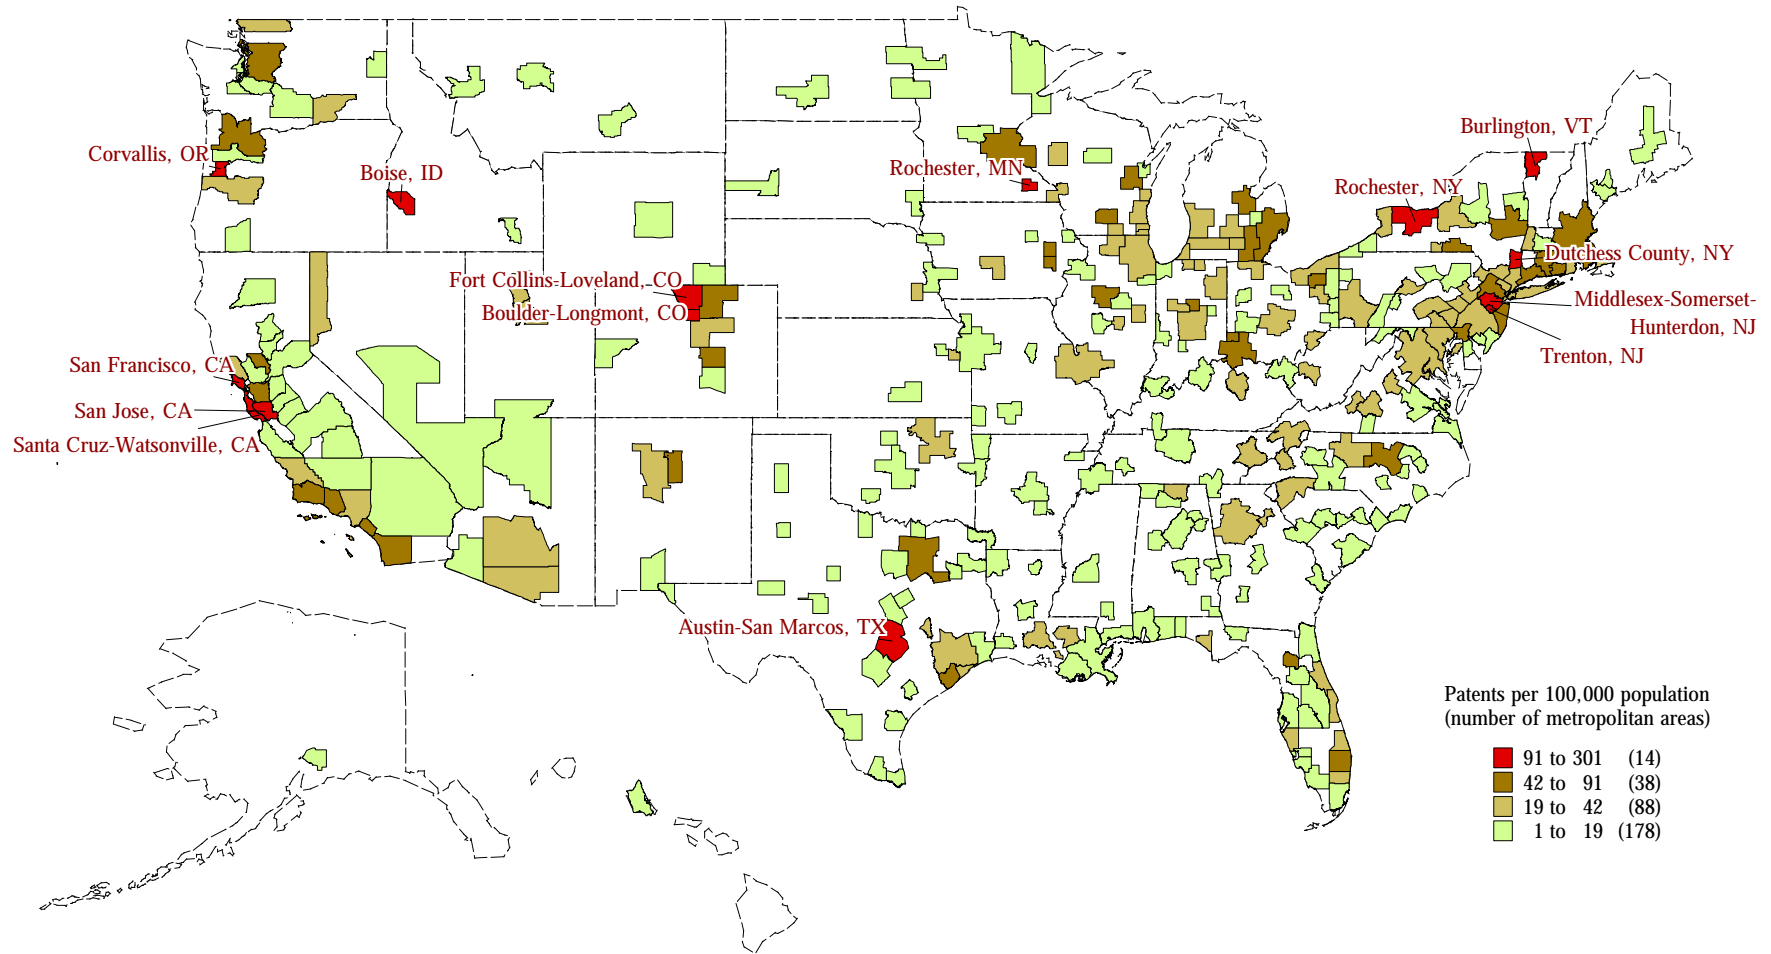 Burlington, VT
Corvallis, OR
Boise, ID
Rochester, MN
Rochester, NY
Dutchess County, NY
Fort Collins-Loveland, CO
Boulder-Longmont, CO
Middlesex-Somerset-
Hunterdon, NJ
Trenton, NJ
San Francisco, CA
San Jose, CA
Santa Cruz-Watsonville, CA
Austin-San Marcos, TX
Patents per 100,000 population
(number of metropolitan areas)
91 to 301 (14)
42 to 91 (38)
19 to 42 (88)
1 to 19 (178)